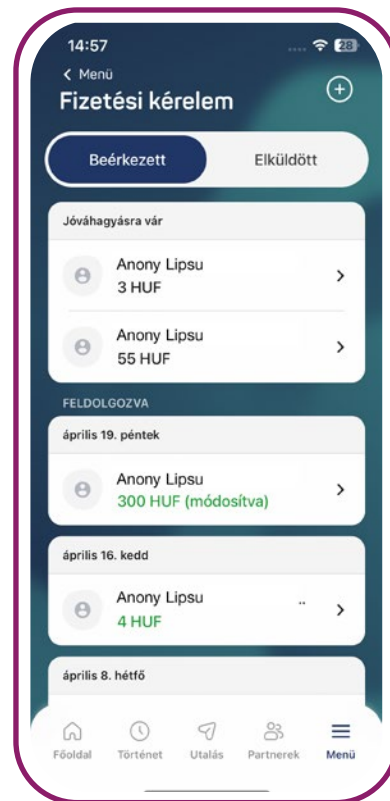 14:57
28
Menü
Fizetési kérelem
Beérkezett
Elküldött
Jóváhagyásra vár
Anony Lipsu
3 HUF
Anony Lipsu
55 HUF
FELDOLGOZVA
április 19. péntek
Anony Lipsu
300 HUF (módosítva)
április 16. kedd
Anony Lipsu
4 HUF
április 8. hétfő
Főoldal
Történet
Utalás
Partnerek
Menü